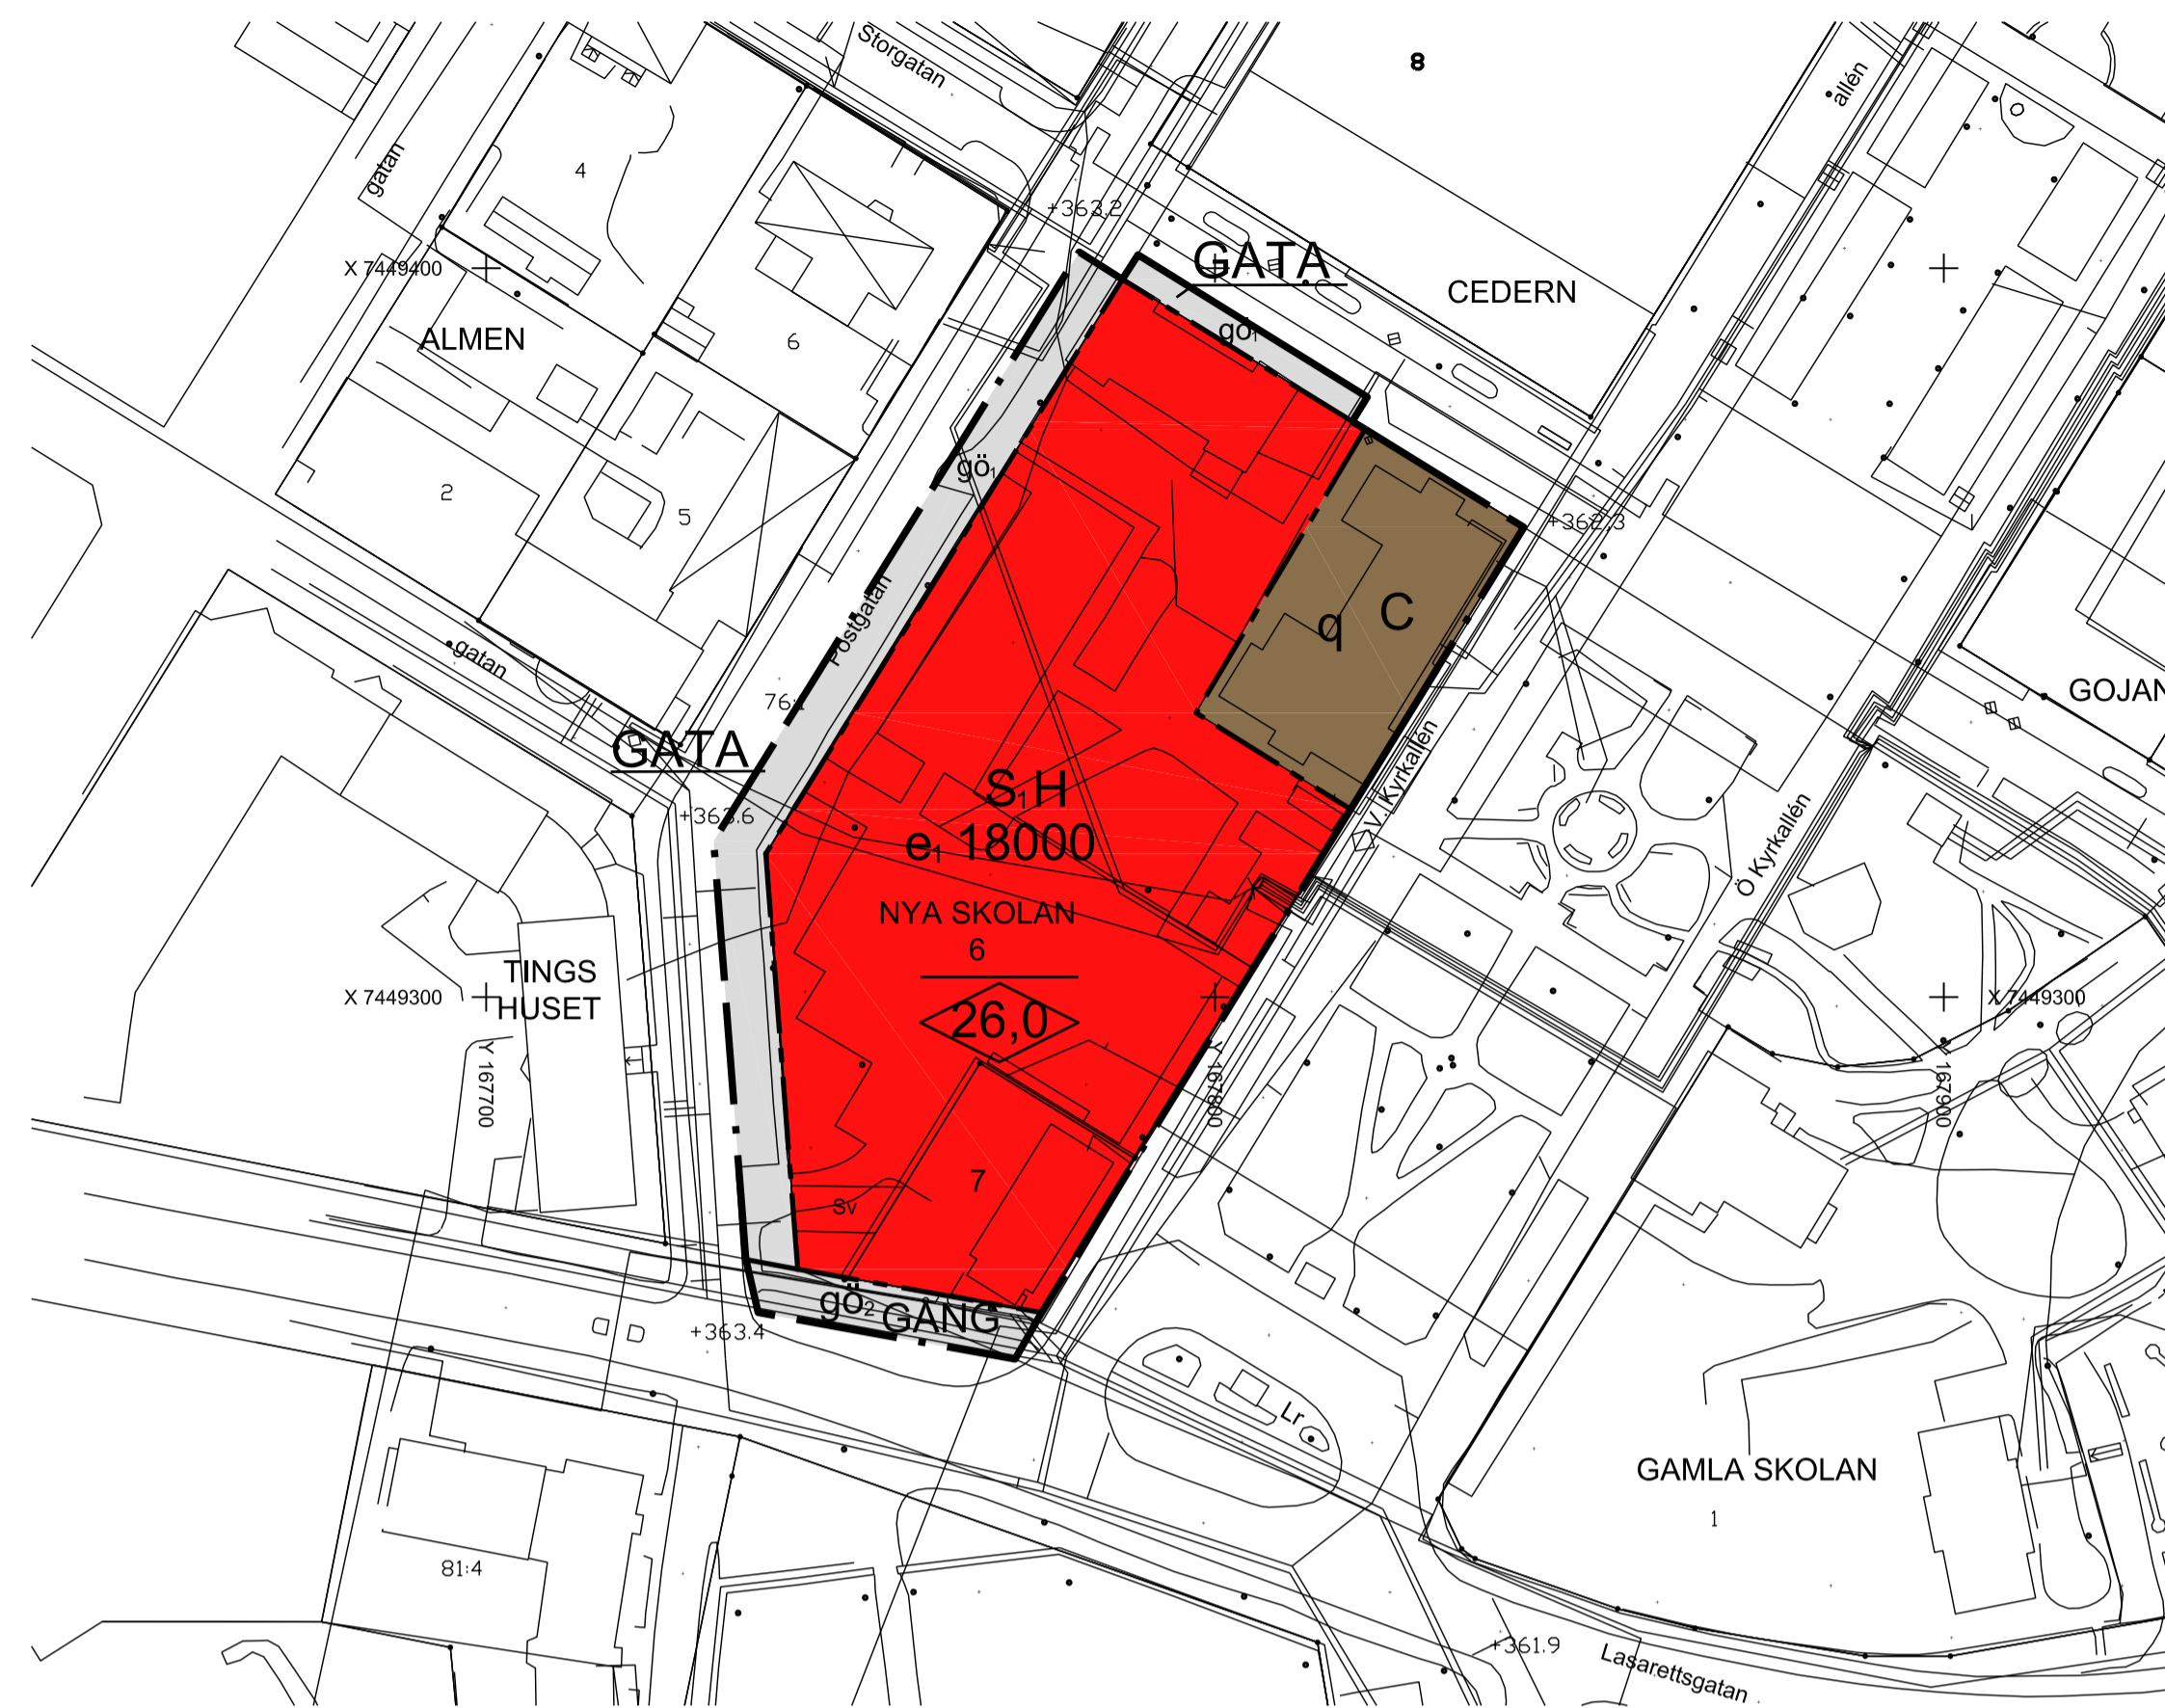 Storgatan
8
allén
gatan
4
+363.2
GATA
X 7449400
CEDERN
ALMEN
6
gö1
gö1
2
5
+362.3
Postgatan
q C
gatan
GOJAN
GATA
V. Kyrkallén
S1H
+363.6
e1 18000
Ö Kyrkallén
NYA SKOLAN
6
TINGS
HUSET
X 7449300
X 7449300
26,0
Y 167700
Y 167800
167900
7
Sv
gö2 GÅNG
+363.4
Lr
GAMLA SKOLAN
1
81:4
+361.9
Lasarettsgatan